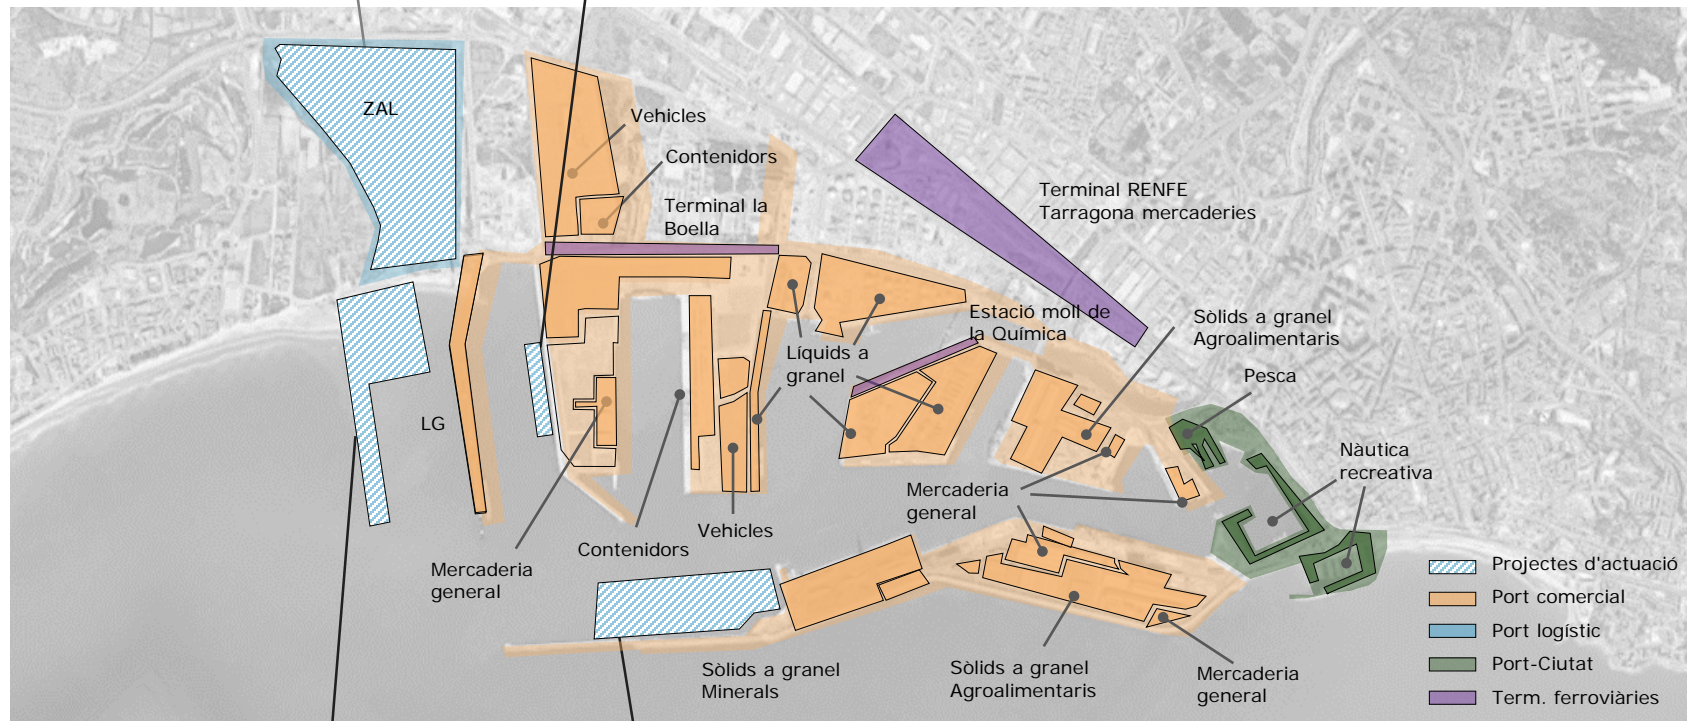 ZAL
Vehicles
Contenidors
Terminal la
Boella
Terminal RENFE
Tarragona mercaderies
Estació moll de
la Química
Sòlids a granel
Agroalimentaris
Pesca
Líquids a
granel
LG
Nàutica
recreativa
Mercaderia
general
Vehicles
Contenidors
Mercaderia
general
Sòlids a granel
Minerals
Sòlids a granel
Agroalimentaris
Mercaderia
general
Projectes d'actuació
Port comercial
Port logístic
Port-Ciutat
Term. ferroviàries